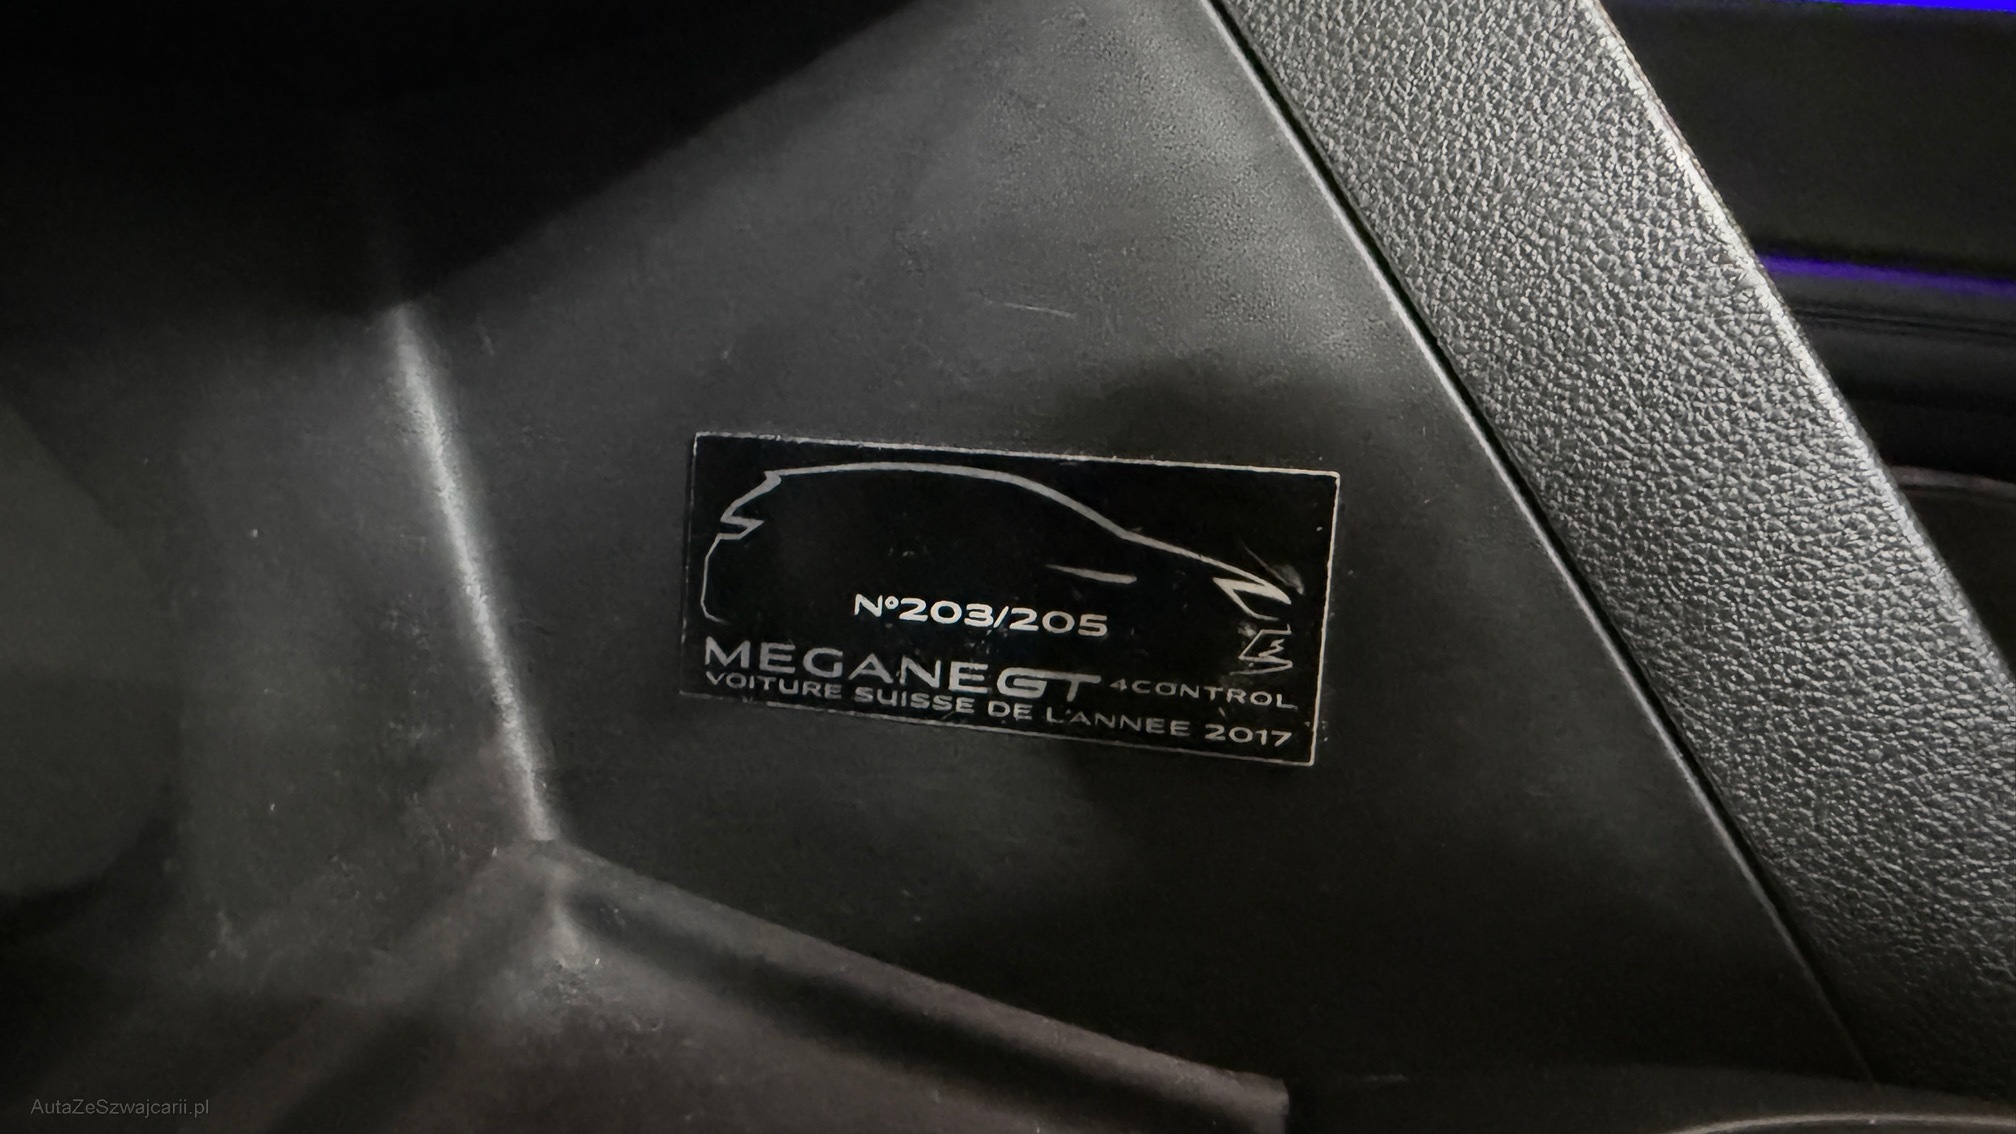 N°203/205
MEGANE GT 4CONTROL
VOITURE SUISSE DE L'ANNEE 2017
AutaZeSzwajcarii.pl